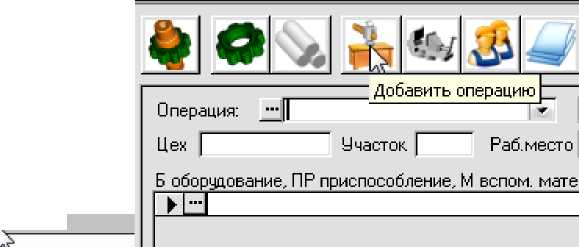 Добавить операцию
Операция: ...
Цех Участок Раб.место
Б оборудование, ПР приспособление, М вспом. мате
...